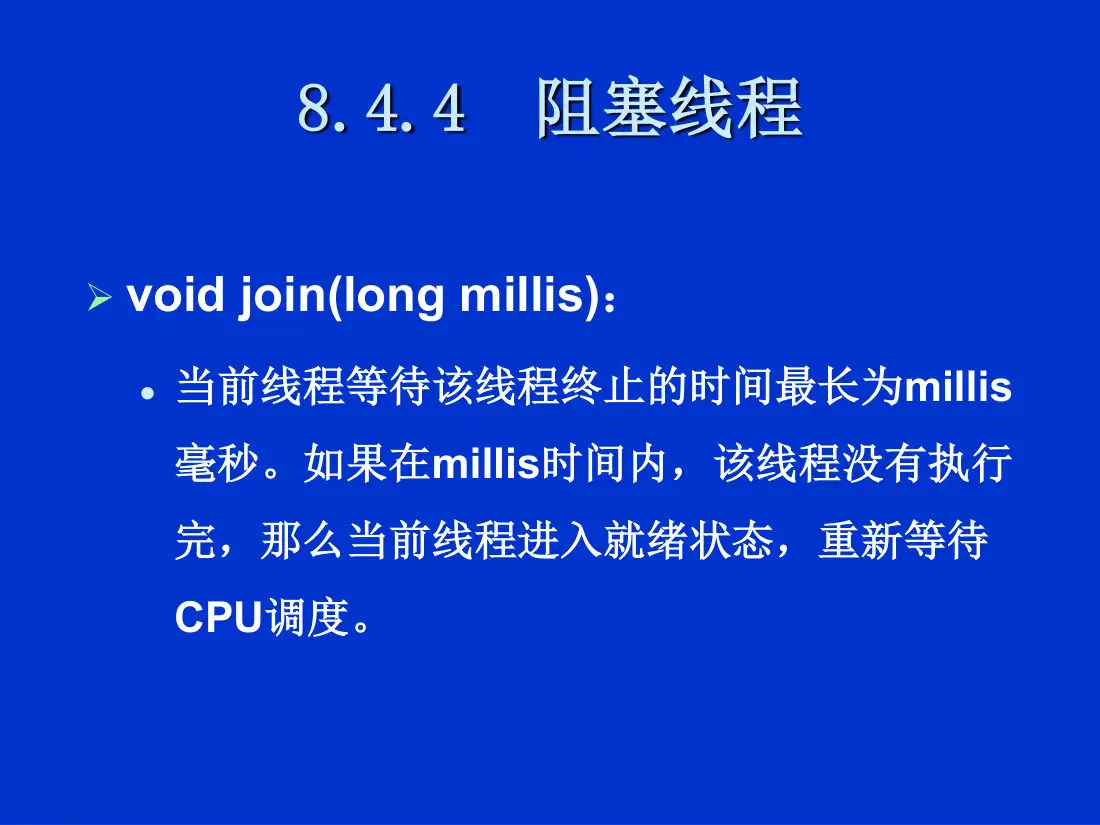 8.4.4 阻塞线程
void join(long millis)：
当前线程等待该线程终止的时间最长为millis
毫秒。如果在millis时间内，该线程没有执行
完，那么当前线程进入就绪状态，重新等待
CPU调度。